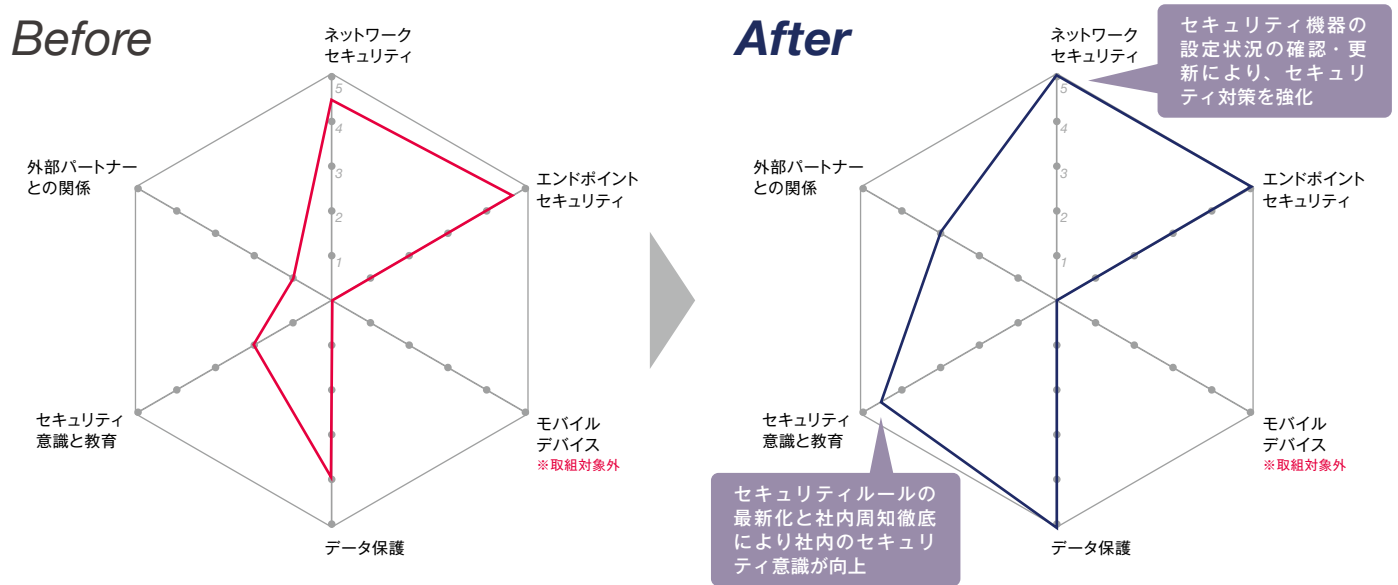 Before
ネットワーク
セキュリティ
5
4
3
2
1
外部パートナー
との関係
エンドポイント
セキュリティ
セキュリティ
意識と教育
モバイル
デバイス
※取組対象外
データ保護
After
ネットワーク
セキュリティ
5
4
3
2
1
セキュリティ機器の
設定状況の確認・更
新により、セキュリ
ティ対策を強化
外部パートナー
との関係
エンドポイント
セキュリティ
セキュリティ
意識と教育
モバイル
デバイス
※取組対象外
セキュリティルールの
最新化と社内周知徹底
により社内のセキュリ
ティ意識が向上
データ保護